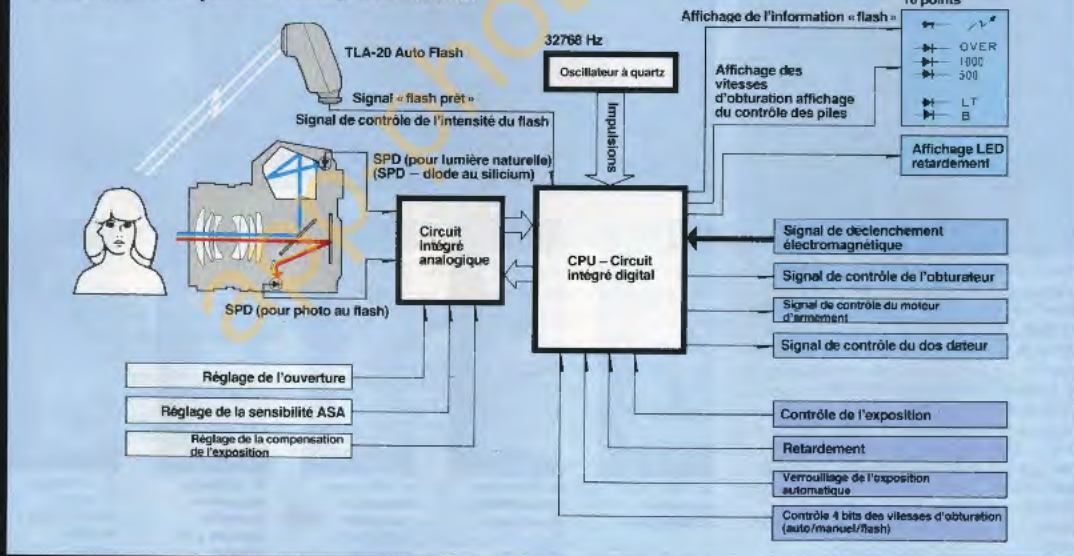 16 points
Affichage de l'information «flash»
OVER
1000
500
LT
B
TLA-20 Auto Flash
32768 Hz
Oscillateur à quartz
Impulsions
Affichage des
vitesses
d'obturation affichage
du contrôle des piles
Signal «flash prêt»
Signal de contrôle de l'intensité du flash
Affichage LED
retardement
SPD (pour lumière naturelle)
(SPD – diode au silicium)
Circuit
intégré
analogique
CPU – Circuit
intégré digital
SPD (pour photo au flash)
Signal de déclenchement
électromagnétique
Signal de contrôle de l'obturateur
Signal de contrôle du moteur
d'armement
Signal de contrôle du dos dateur
Réglage de l'ouverture
Réglage de la sensibilité ASA
Réglage de la compensation
de l'exposition
Contrôle de l'exposition
Retardement
Verrouillage de l'exposition
automatique
Contrôle 4 bits des vitesses d'obturation
(auto/manuel/flash)